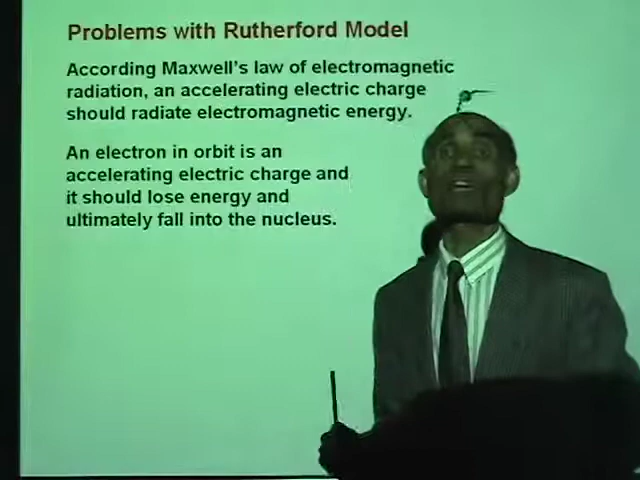 Problems with Rutherford Model
According Maxwell's law of electromagnetic
radiation, an accelerating electric charge
should radiate electromagnetic energy.
An electron in orbit is an
accelerating electric charge and
it should lose energy and
ultimately fall into the nucleus.